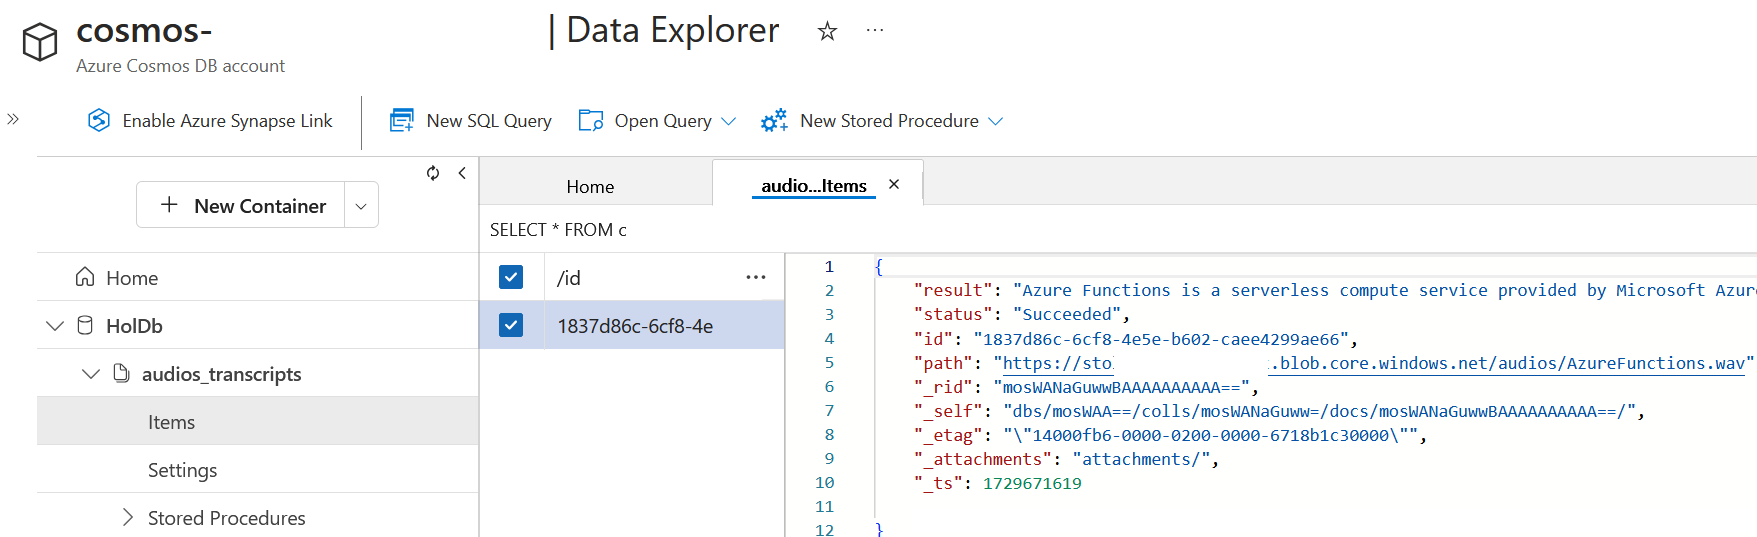 cosmos- | Data Explorer
Azure Cosmos DB account
Enable Azure Synapse Link
New SQL Query
Open Query
New Stored Procedure
New Container
Home
HolDb
audios_transcripts
Items
Settings
Stored Procedures
Home
audio...Items
SELECT * FROM c
/id
1837d86c-6cf8-4e
1 {
2 "result": "Azure Functions is a serverless compute service provided by Microsoft Azur
3 "status": "Succeeded",
4 "id": "1837d86c-6cf8-4e5e-b602-caee4299ae66",
5 "path": "https://sto .blob.core.windows.net/audios/AzureFunctions.wav"
6 "_rid": "mosWANaGuwwBAAAAAAAAAA==",
7 "_self": "dbs/mosWAA==/colls/mosWANaGuww=/docs/mosWANaGuwwBAAAAAAAAAA==/",
8 "_etag": "\"14000fb6-0000-0200-0000-6718b1c30000\"",
9 "_attachments": "attachments/",
10 "_ts": 1729671619
11
12 }